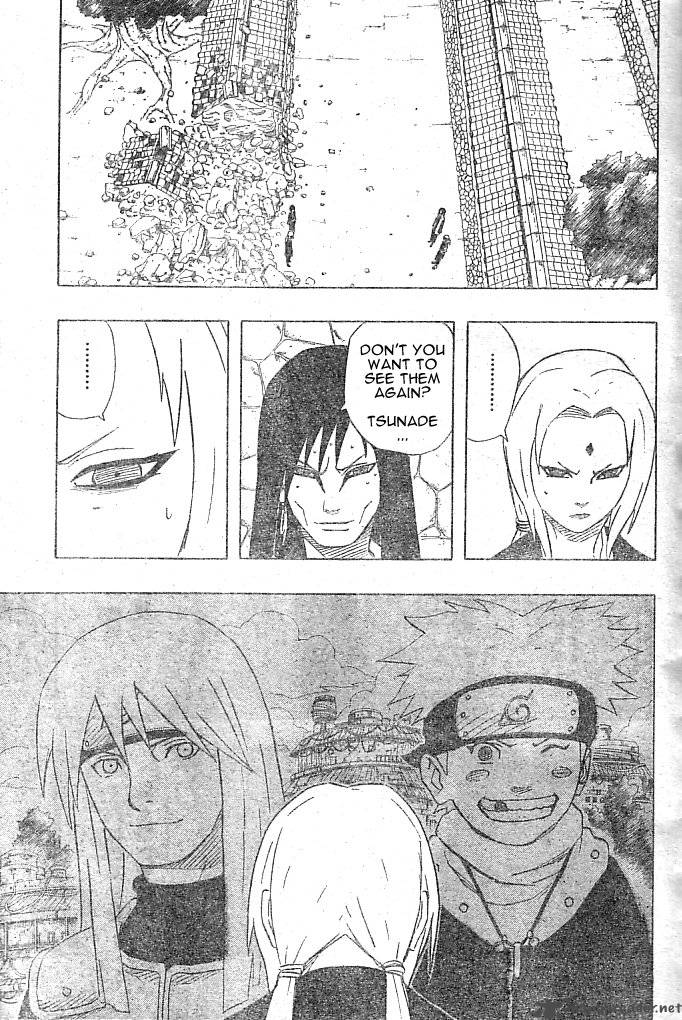 .........
DON'T YOU
WANT TO
SEE THEM
AGAIN?
TSUNADE
...
.........